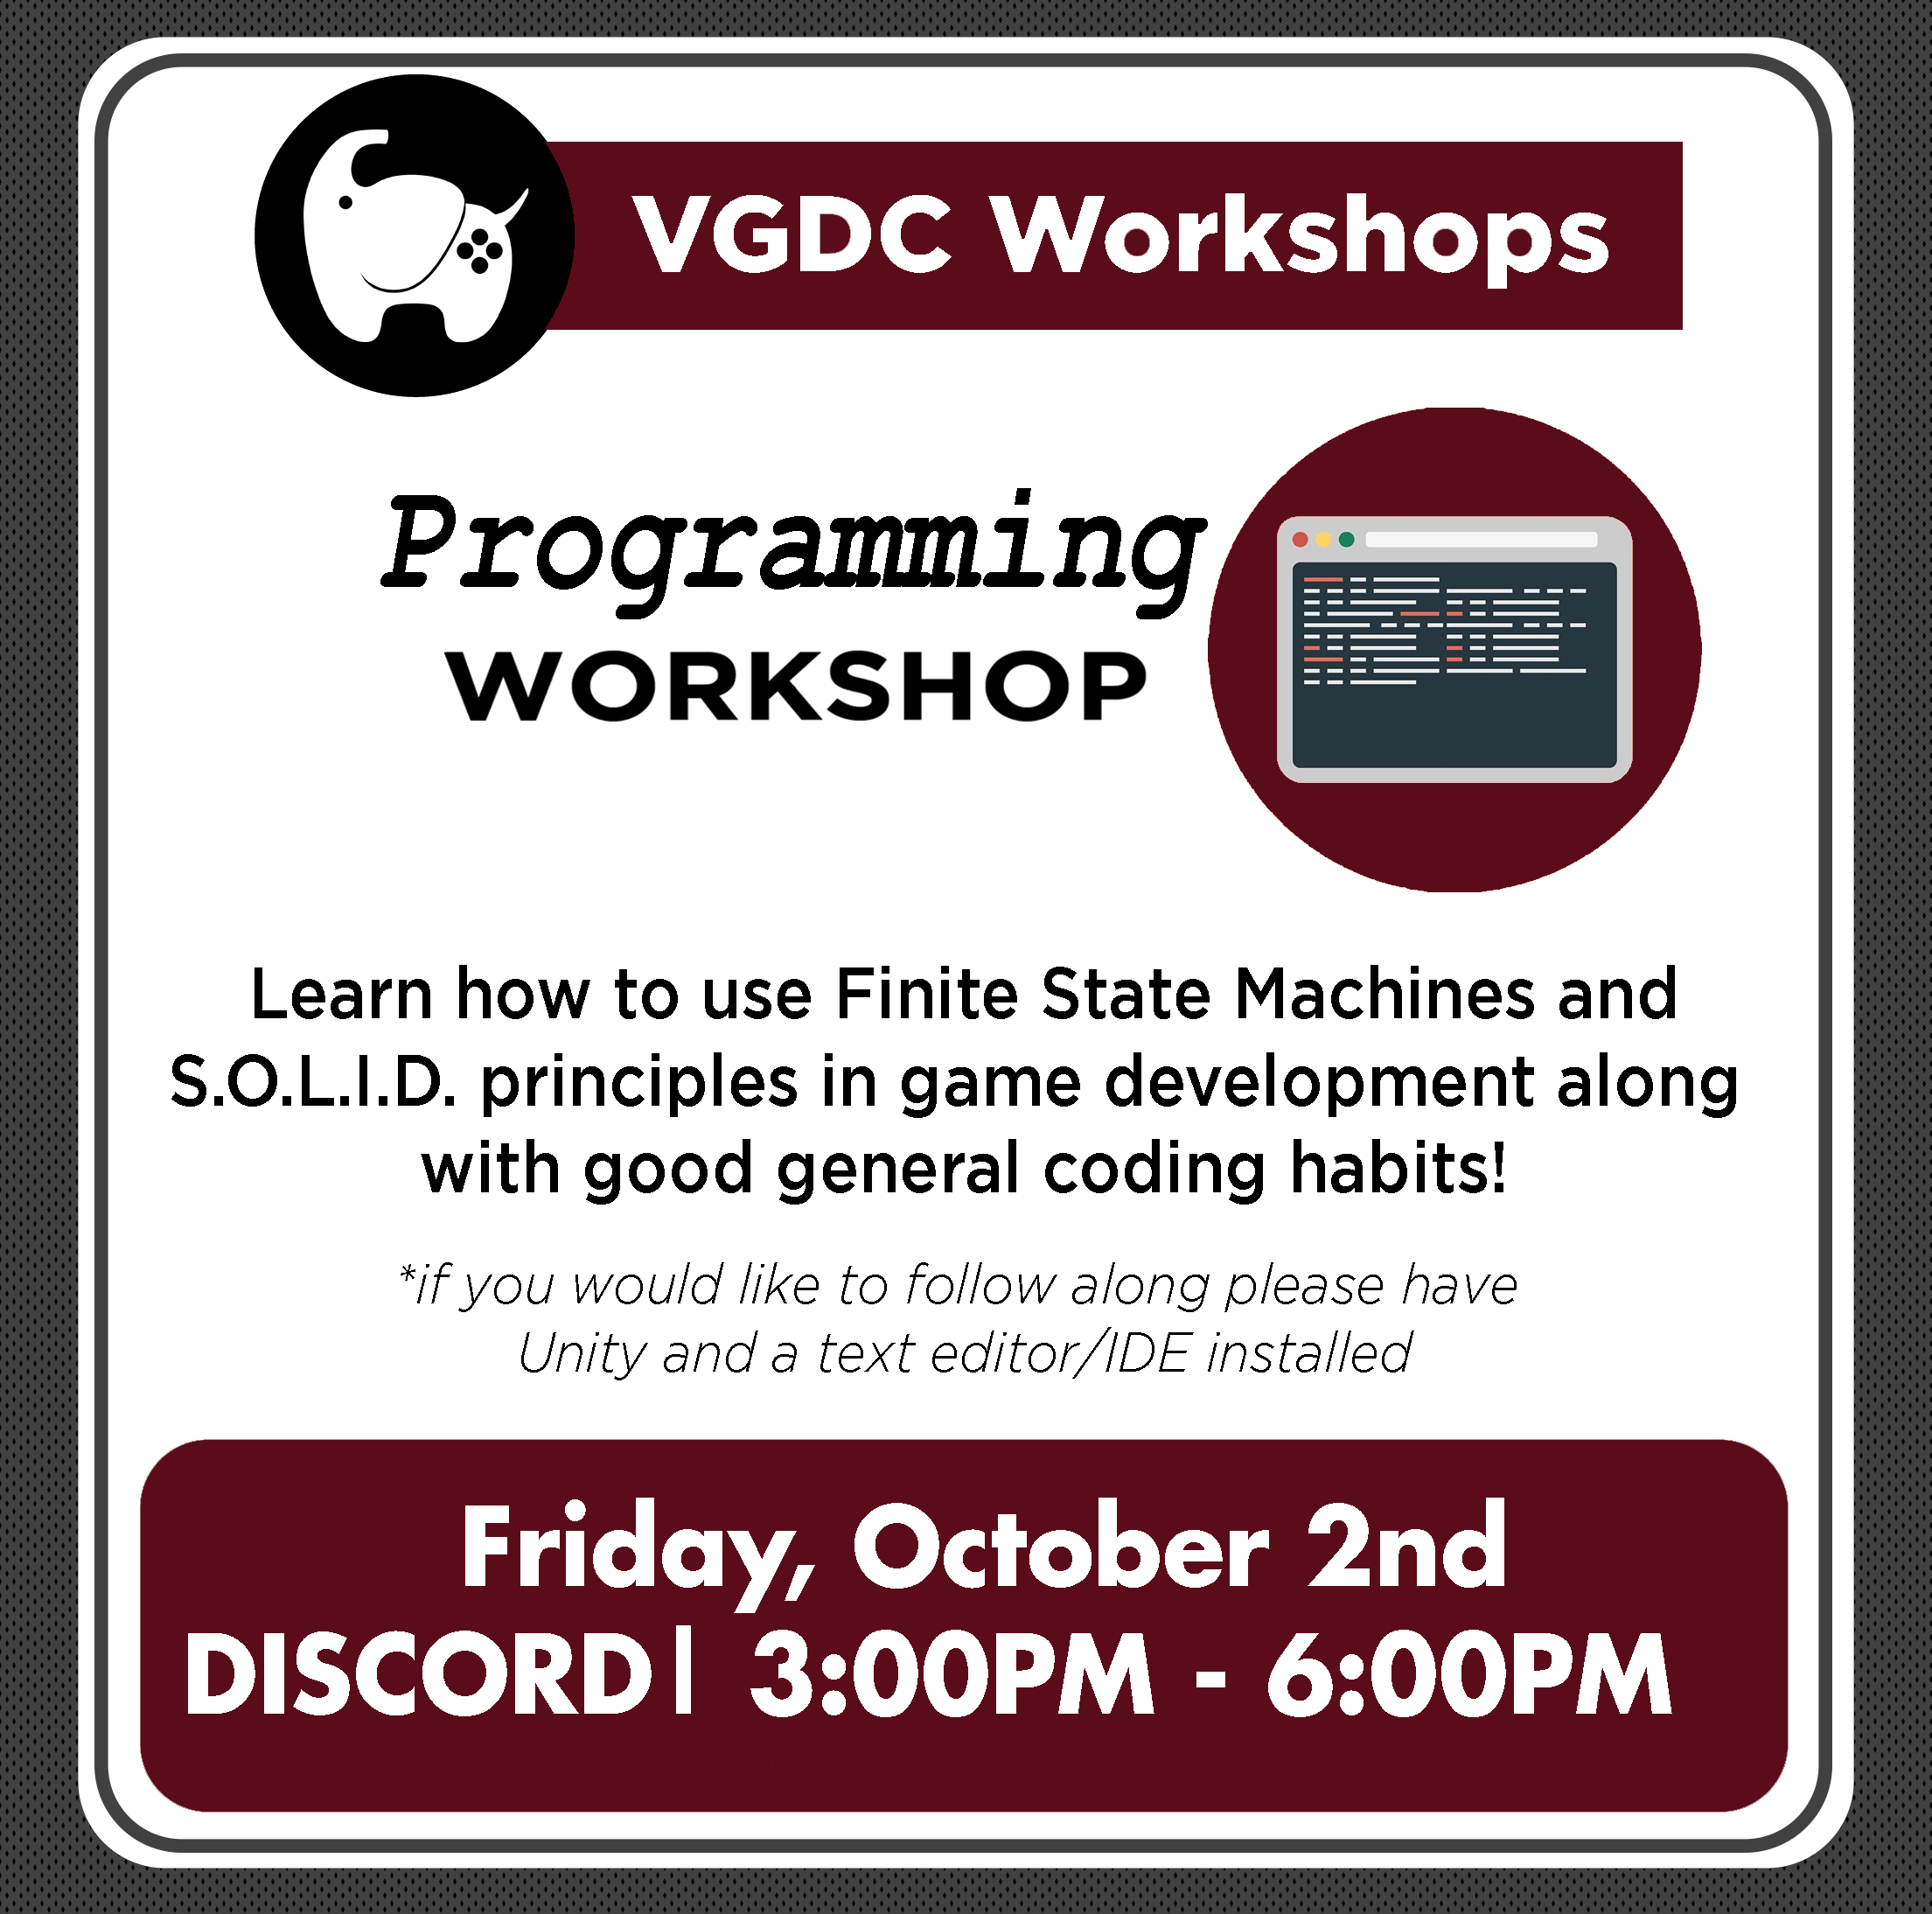 VGDC Workshops
Programming
WORKSHOP
Learn how to use Finite State Machines and
S.O.L.I.D. principles in game development along
with good general coding habits!
*if you would like to follow along please have
Unity and a text editor/IDE installed
Friday, October 2nd
DISCORD| 3:00PM - 6:00PM